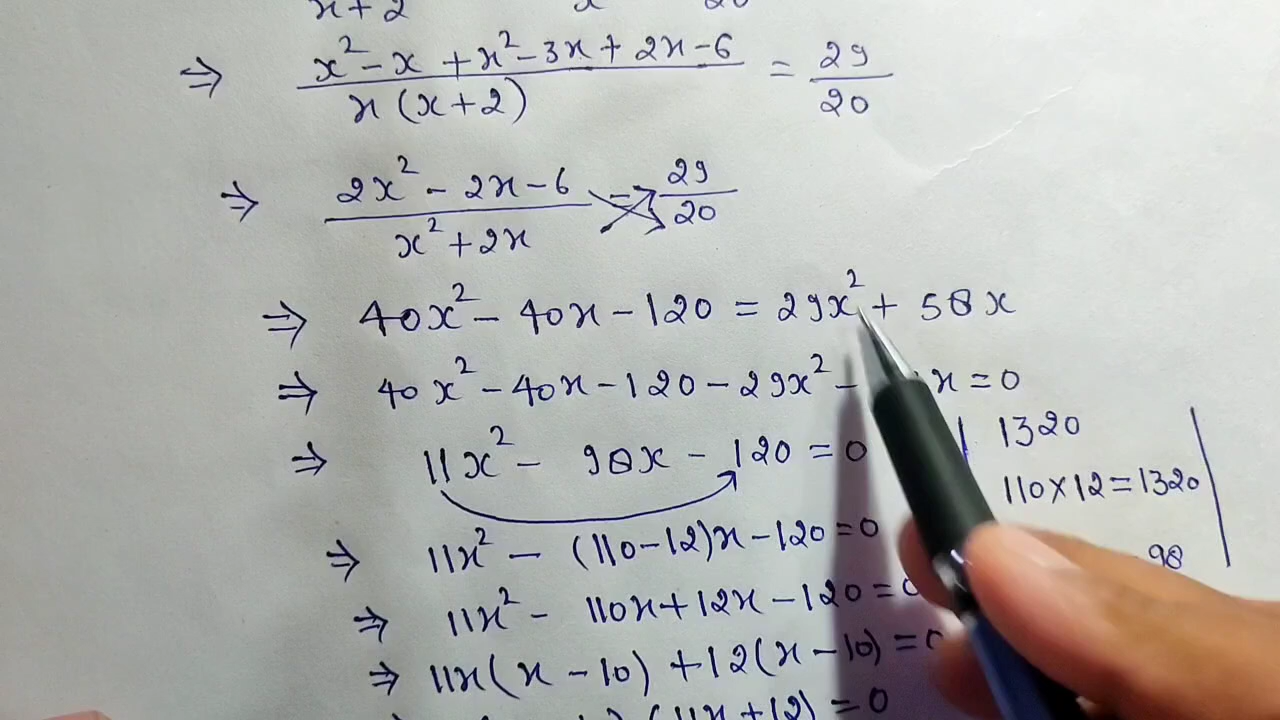 x+2 x 20
⇒ x² - x + x² - 3x + 2x - 6 / x(x+2) = 29/20
⇒ 2x² - 2x - 6 / x² + 2x = 29/20
⇒ 40x² - 40x - 120 = 29x² + 58x
⇒ 40x² - 40x - 120 - 29x² - x = 0
⇒ 11x² - 98x - 120 = 0
1320
110×12=1320
98
⇒ 11x² - (110-12)x - 120 = 0
⇒ 11x² - 110x + 12x - 120 = 0
⇒ 11x(x - 10) + 12(x - 10) = 0
(11x+12) = 0